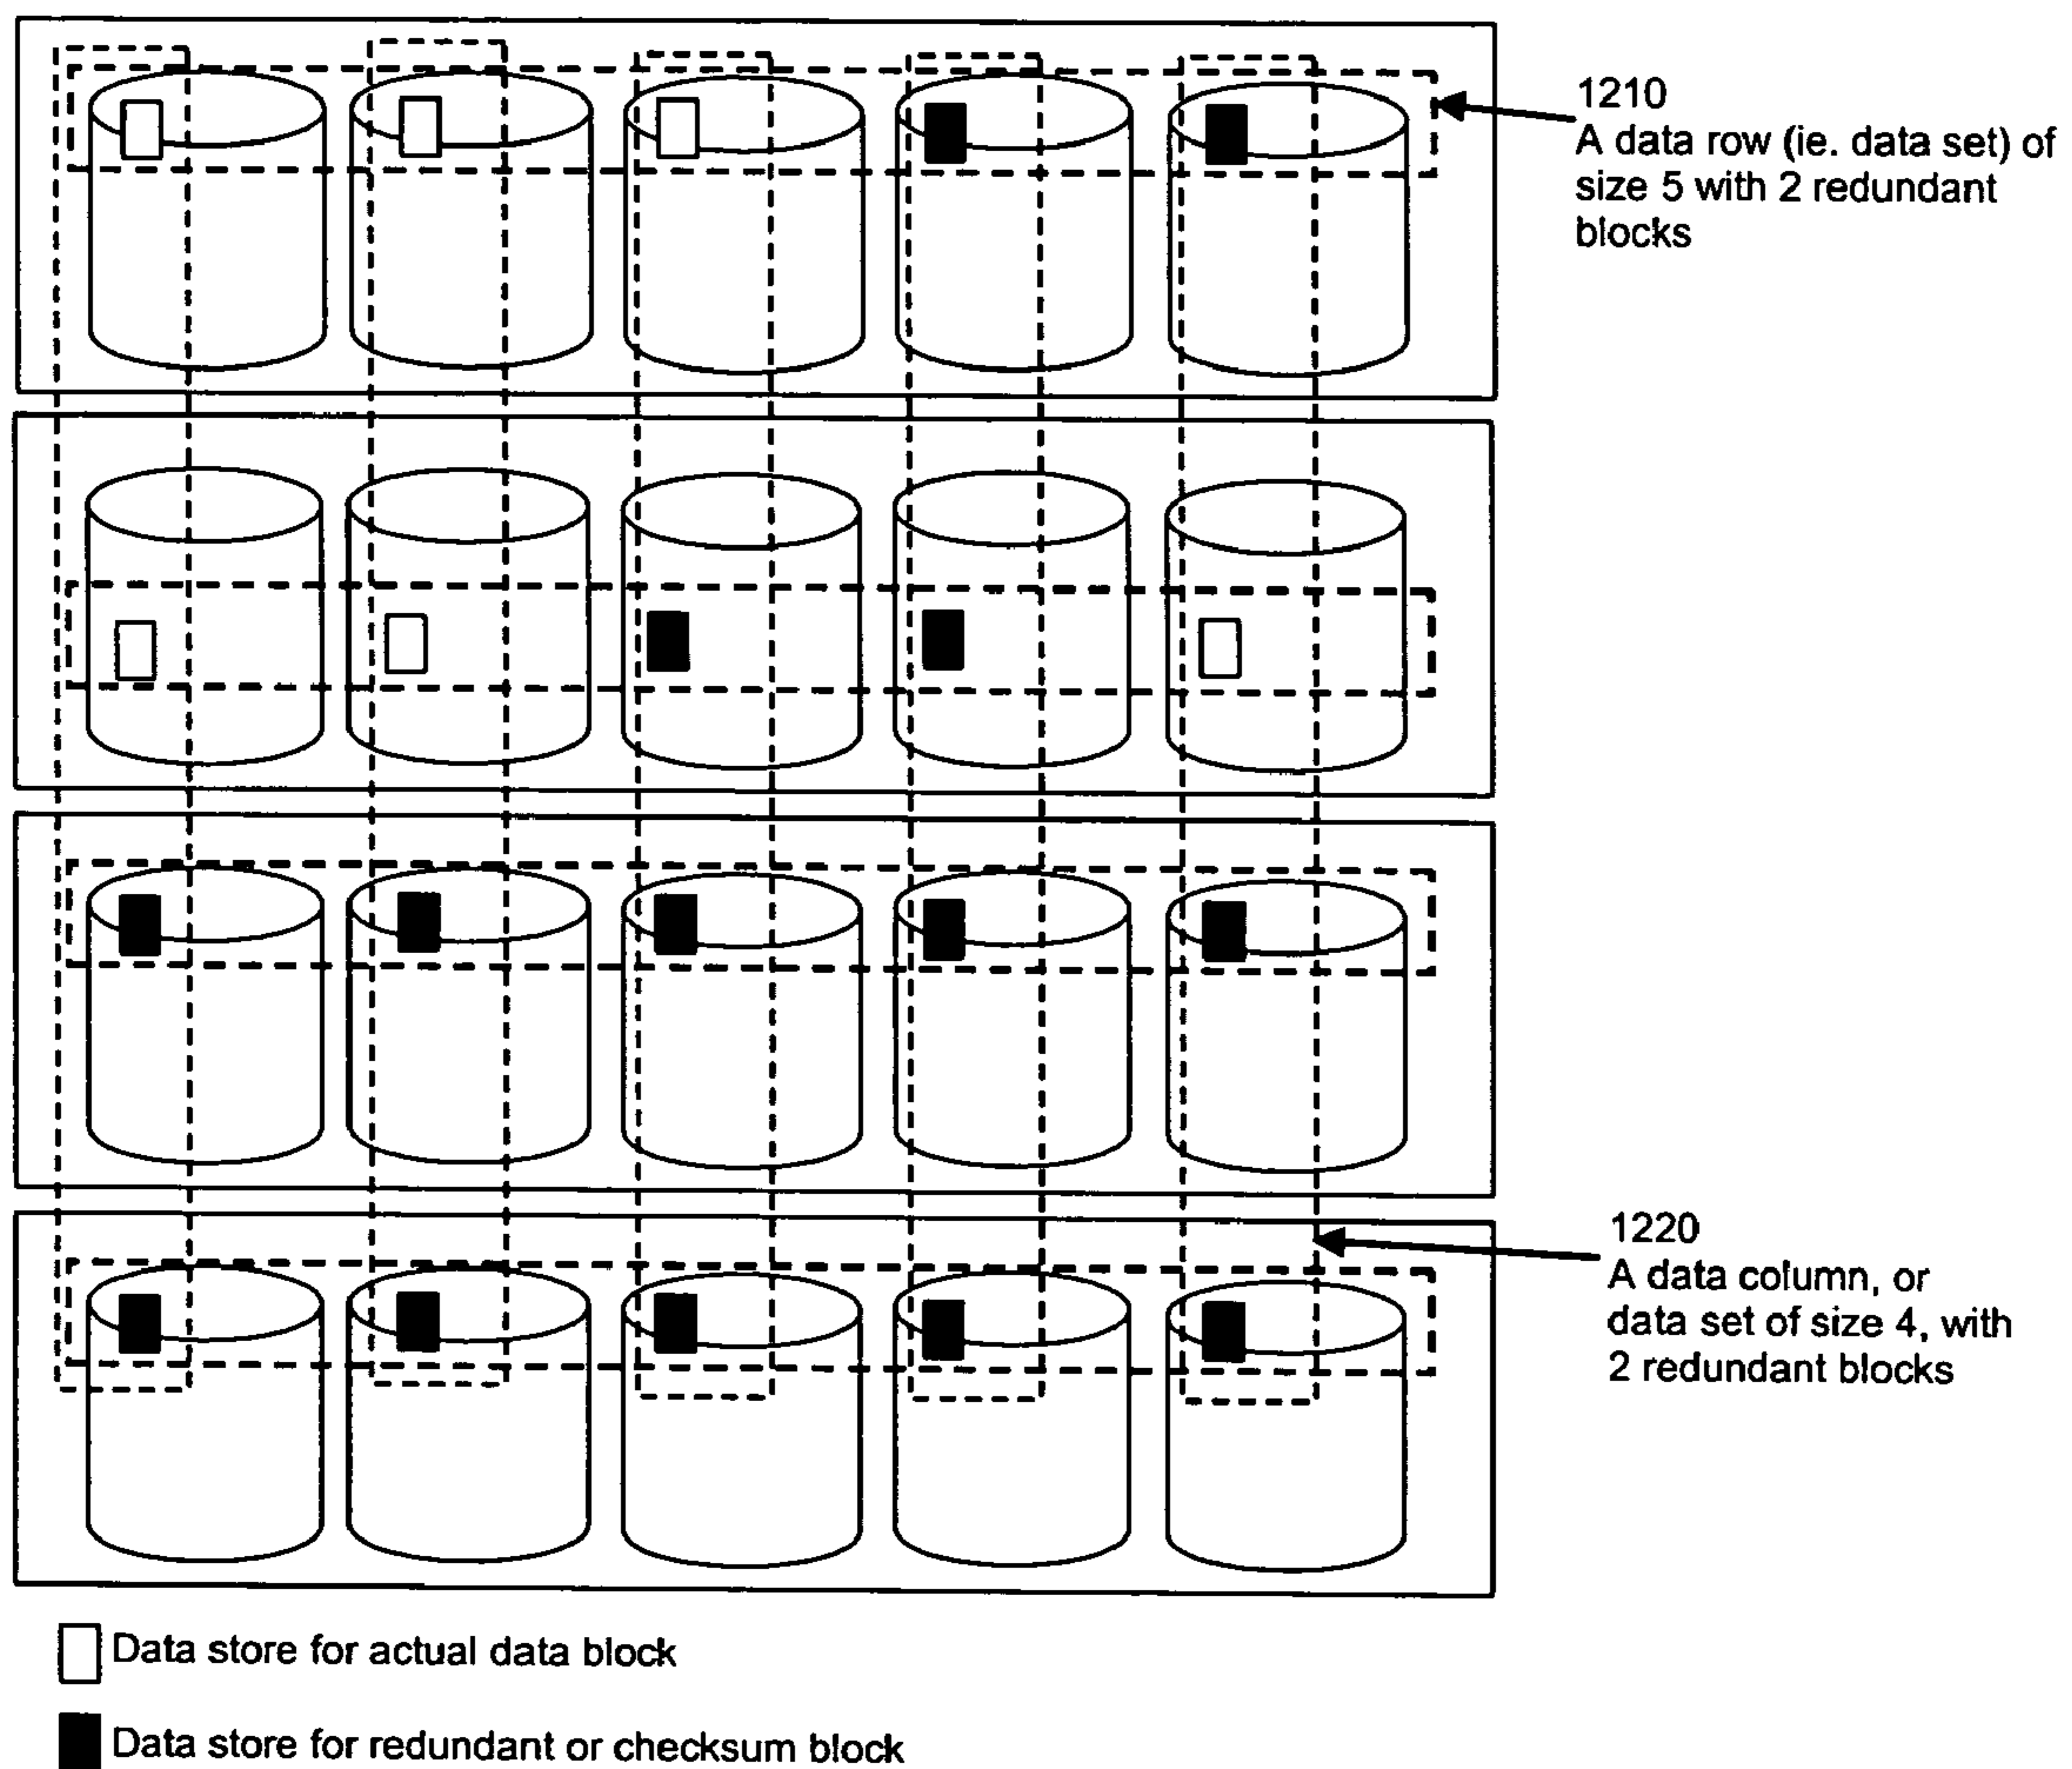 1210
A data row (ie. data set) of
size 5 with 2 redundant
blocks
1220
A data column, or
data set of size 4, with
2 redundant blocks
Data store for actual data block
Data store for redundant or checksum block